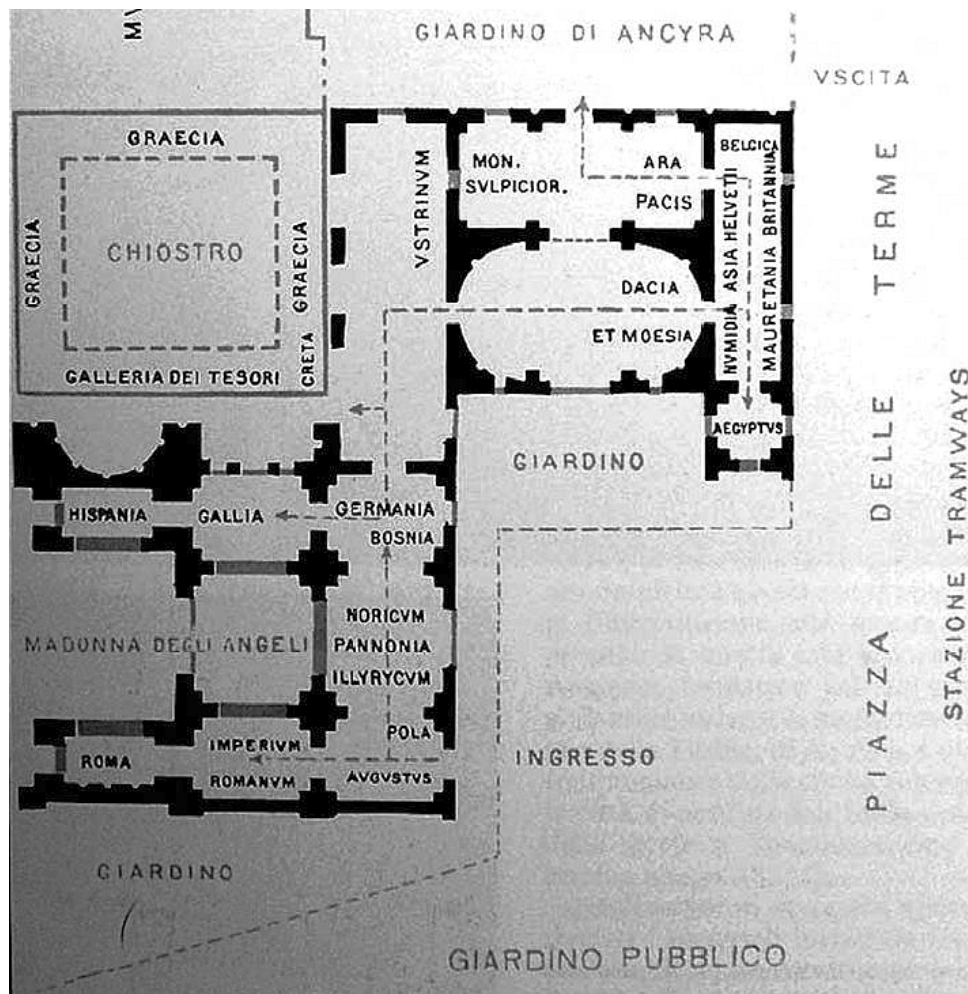 MV
GIARDINO DI ANCYRA
VSCITA
GRAECIA
GRAECIA
CHIOSTRO
GRAECIA
CRETA
GALLERIA DEI TESORI
VSTRINVM
MON.
SVLPICIOR.
ARA
PACIS
BELGICA
NVMIDIA ASIA HELVETII
MAVRETANIA BRITANNIA
DACIA
ET MOESIA
AEGYPTVS
GIARDINO
HISPANIA
GALLIA
GERMANIA
BOSNIA
MADONNA DEGLI ANGELI
NORICVM
PANNONIA
ILLYRYCVM
POLA
ROMA
IMPERIVM
ROMANVM
AVGVSTVS
INGRESSO
PIAZZA DELLE TERME
STAZIONE TRAMWAYS
GIARDINO
GIARDINO PUBBLICO